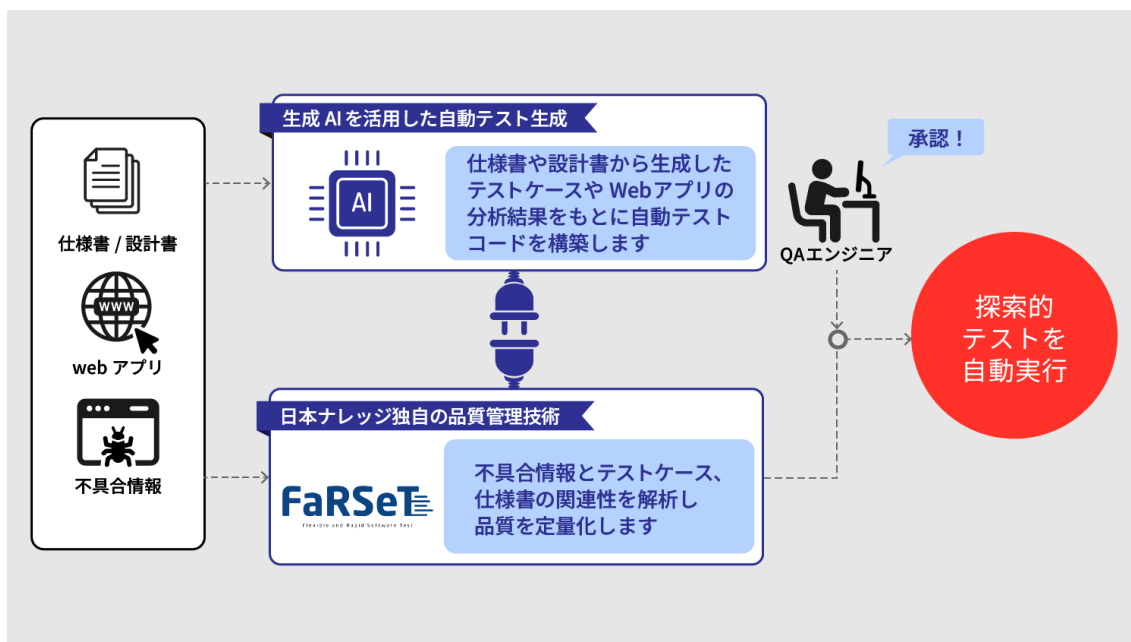 生成 AI を活用した自動テスト生成
承認！
AI
仕様書や設計書から生成した
テストケースや Webアプリの
分析結果をもとに自動テスト
コードを構築します
仕様書 / 設計書
QAエンジニア
WWW
web アプリ
探索的
テストを
自動実行
日本ナレッジ独自の品質管理技術
不具合情報
FaRSeT
Flexible and Rapid Software Test
不具合情報とテストケース、
仕様書の関連性を解析し
品質を定量化します